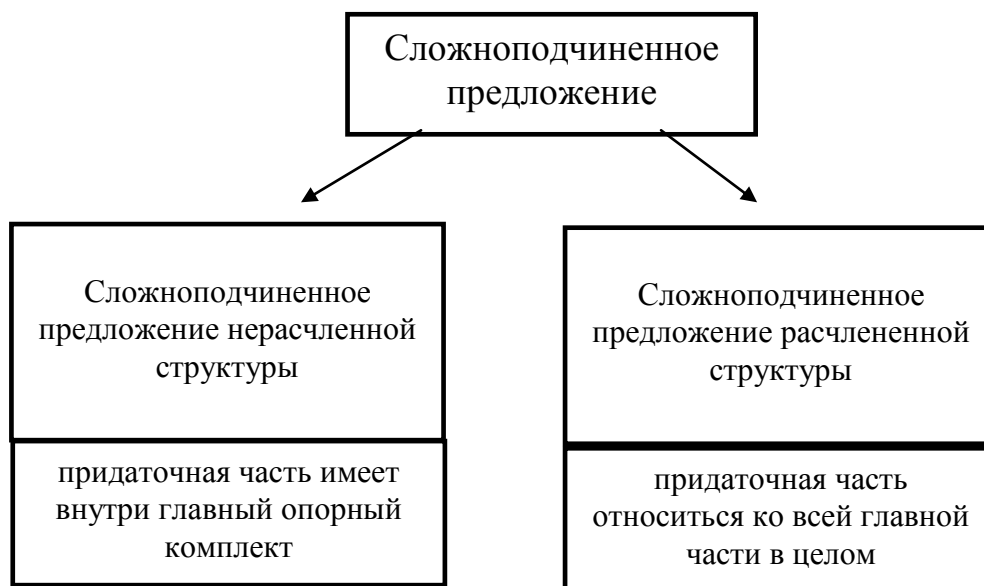 Сложноподчиненное
предложение
Сложноподчиненное
предложение нерасчленной
структуры
придаточная часть имеет
внутри главный опорный
комплект
Сложноподчиненное
предложение расчлененной
структуры
придаточная часть
относиться ко всей главной
части в целом